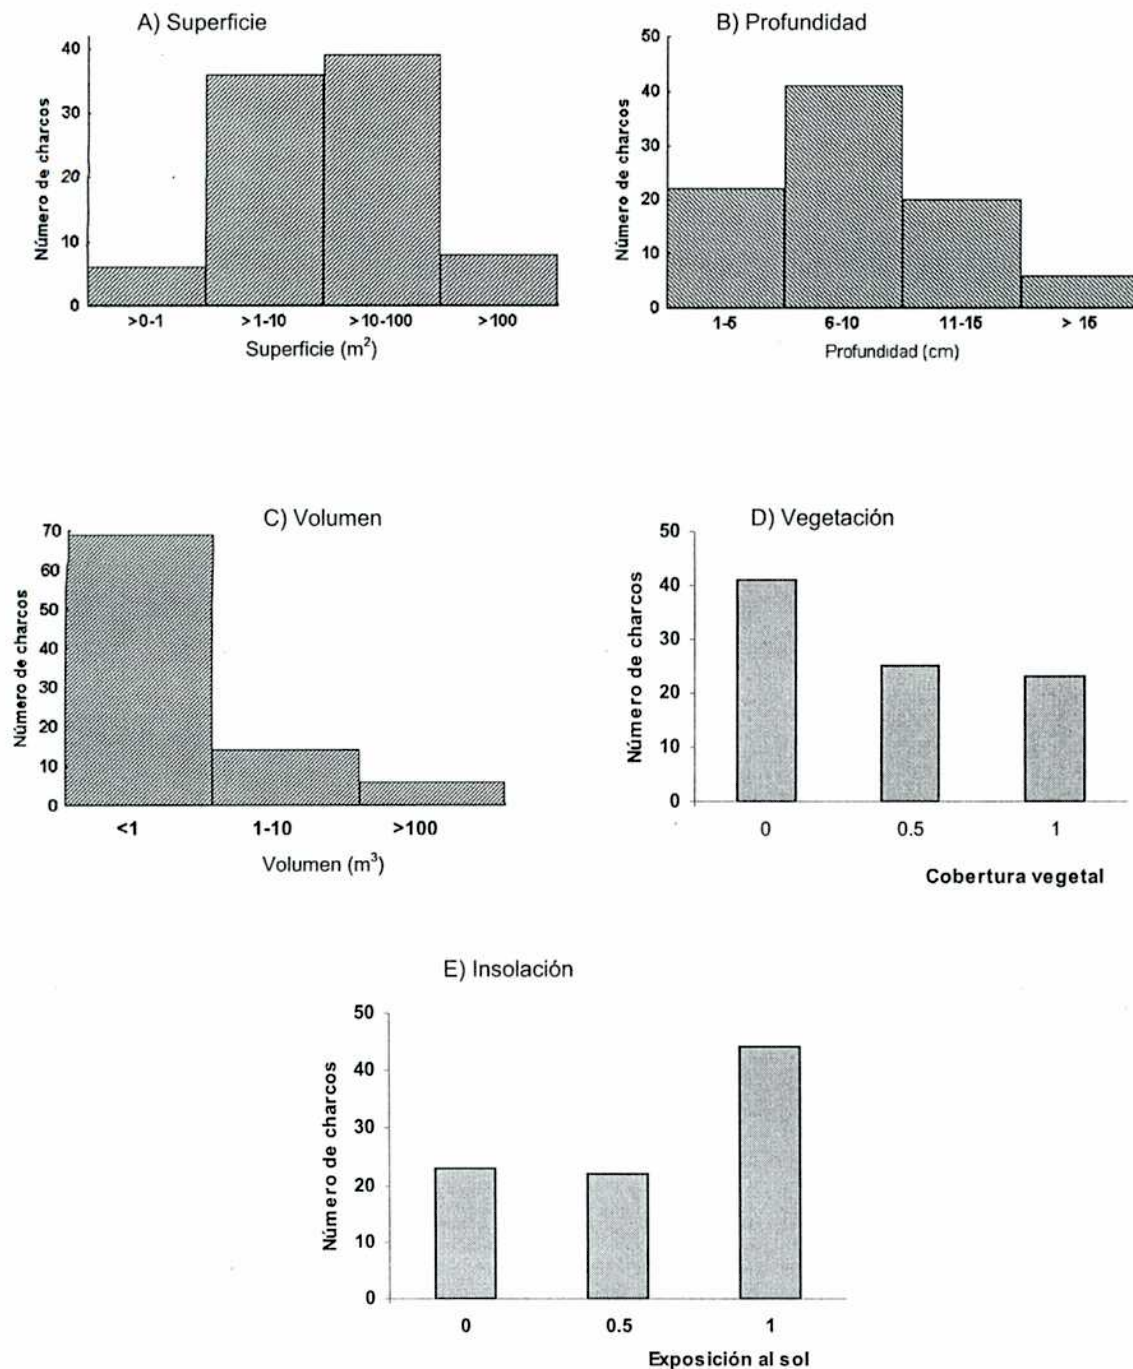 A) Superficie
40
30
20
10
0
Número de charcos
>0-1 >1-10 >10-100 >100
Superficie (m²)
B) Profundidad
50
40
30
20
10
0
Número de charcos
1-5 6-10 11-15 > 15
Profundidad (cm)
C) Volumen
70
60
50
40
30
20
10
0
Número de charcos
<1 1-10 >100
Volumen (m³)
D) Vegetación
50
40
30
20
10
0
Número de charcos
0 0.5 1
Cobertura vegetal
E) Insolación
50
40
30
20
10
0
Número de charcos
0 0.5 1
Exposición al sol